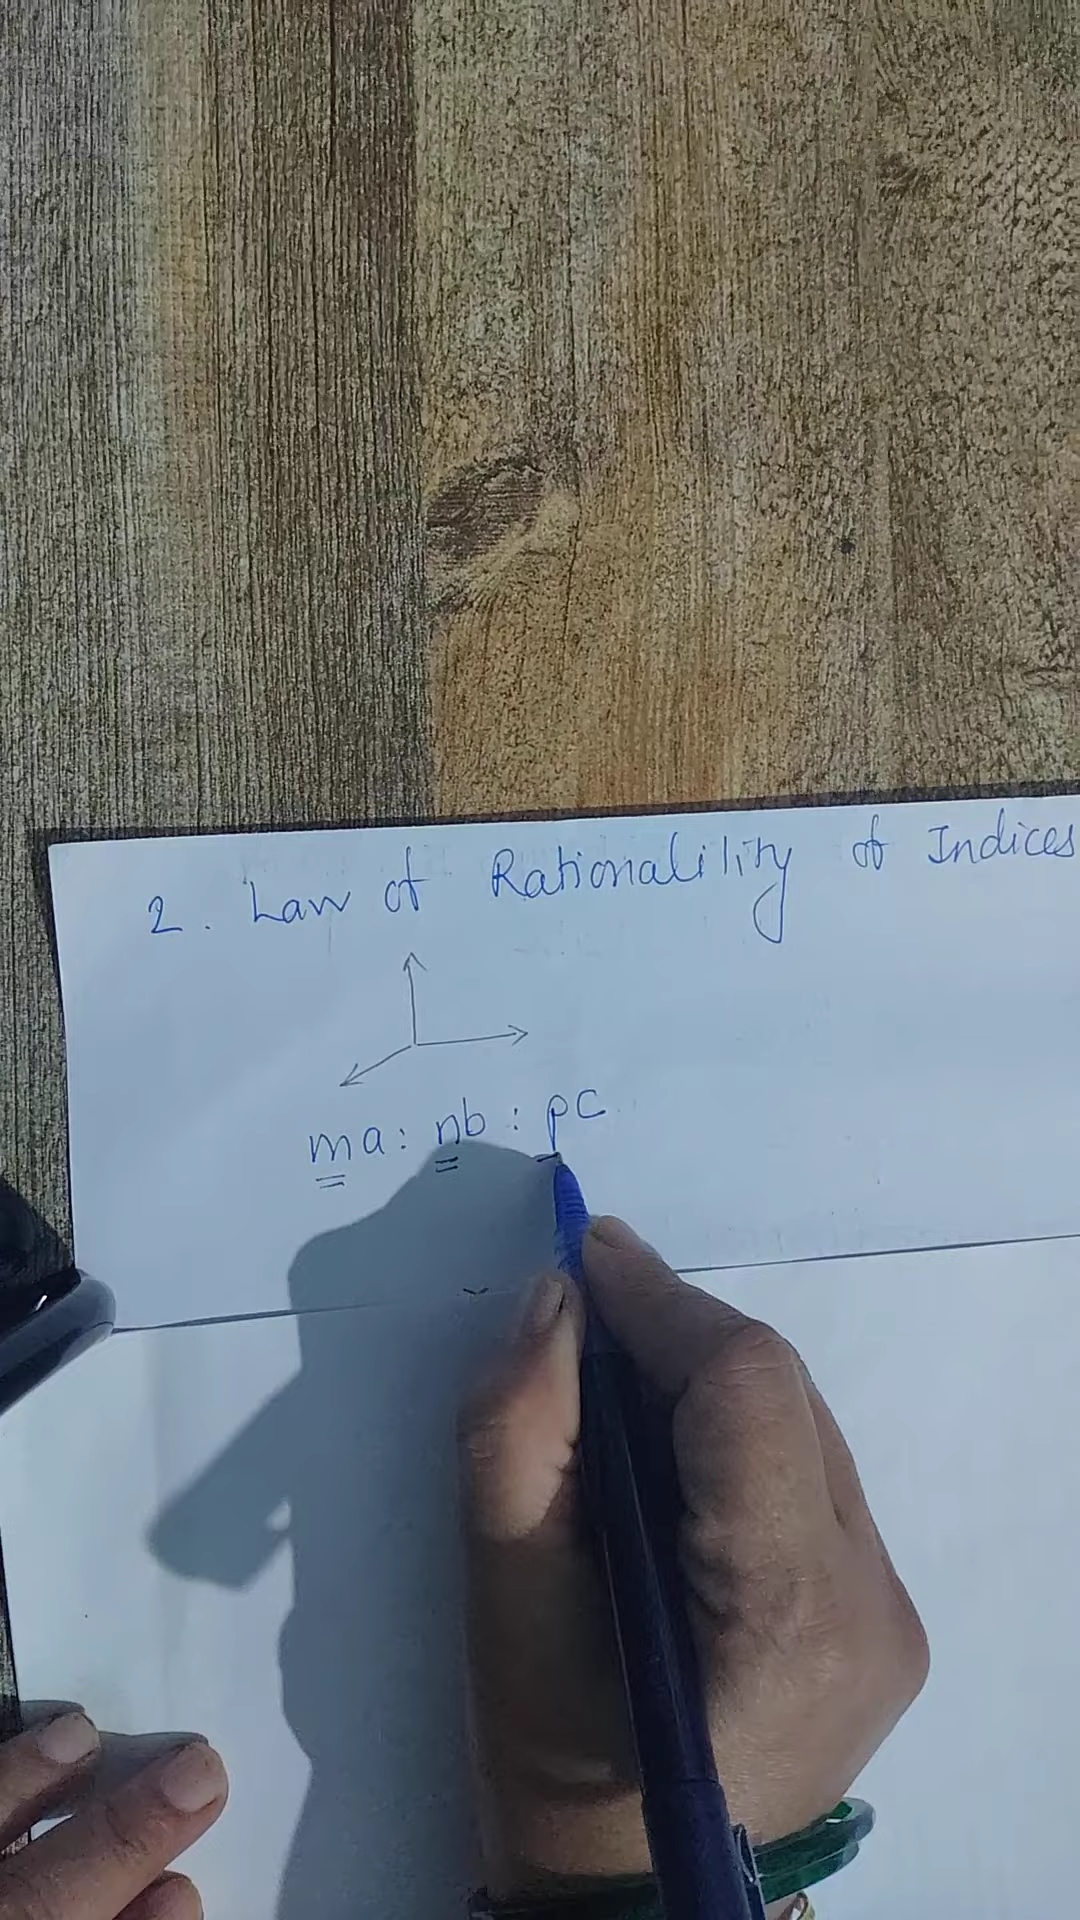 2. Law of Rationalility of Indices
ma : nb : pc